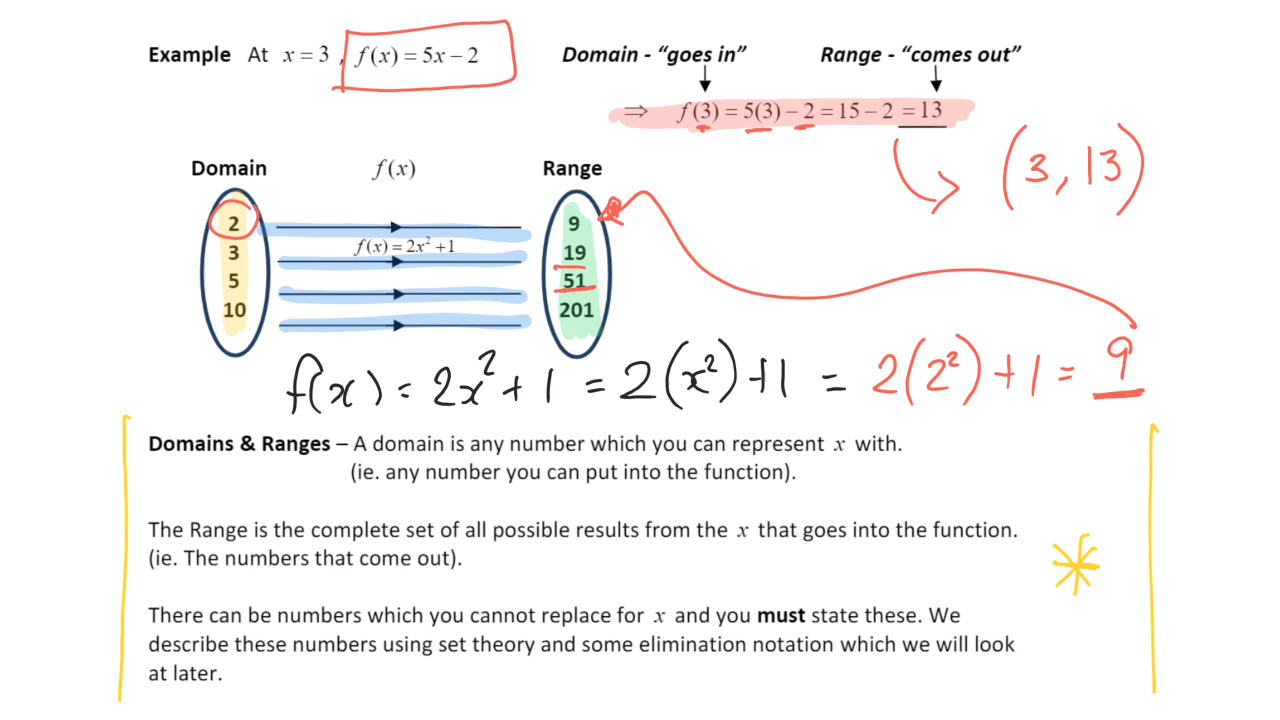 Example At x = 3 , f(x) = 5x − 2 Domain - “goes in” Range - “comes out”
⇒ f(3) = 5(3) − 2 = 15 − 2 = 13
(3, 13)
Domain f(x) Range
2 9
f(x) = 2x² + 1
3 19
5 51
10 201
f(x) = 2x² + 1 = 2(x²) + 1 = 2(2²) + 1 = 9
Domains & Ranges – A domain is any number which you can represent x with.
(ie. any number you can put into the function).
The Range is the complete set of all possible results from the x that goes into the function.
(ie. The numbers that come out).
There can be numbers which you cannot replace for x and you must state these. We
describe these numbers using set theory and some elimination notation which we will look
at later.